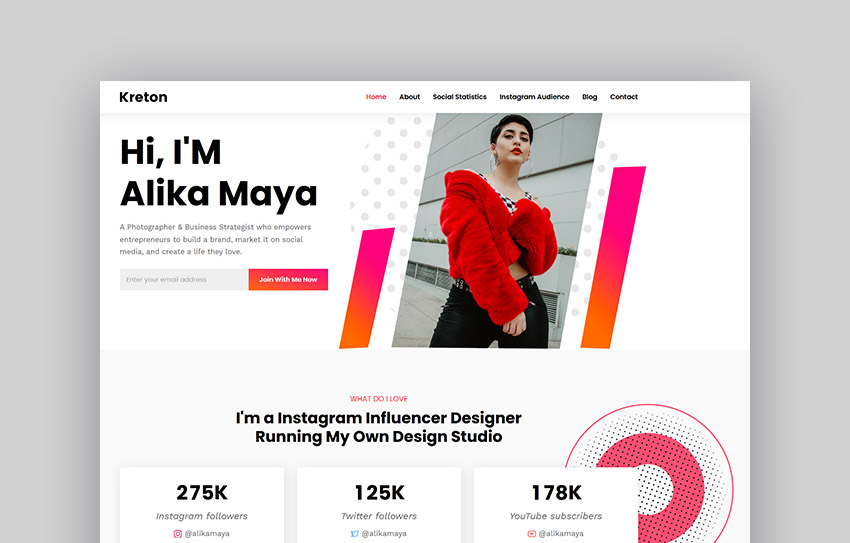 Kreton
Home About Social Statistics Instagram Audience Blog Contact
Hi, I'M
Alika Maya
A Photographer & Business Strategist who empowers
entrepreneurs to build a brand, market it on social
media, and create a life they love.
Enter your email address
Join With Me Now
WHAT DO I LOVE
I'm a Instagram Influencer Designer
Running My Own Design Studio
275K
Instagram followers
@alikamaya
125K
Twitter followers
@alikamaya
178K
YouTube subscribers
@alikamaya